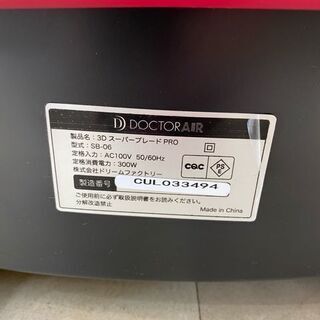 DOCTORAIR
製品名：3Dスーパーブレード PRO
型式：SB-06
定格入力：AC100V 50/60Hz
定格消費電力：300W
株式会社ドリームファクトリー
cec
PS
E
製造番号 CUL033494
ご使用前に必ず取扱説明書をお読みください。
分解改造禁止
Made in China